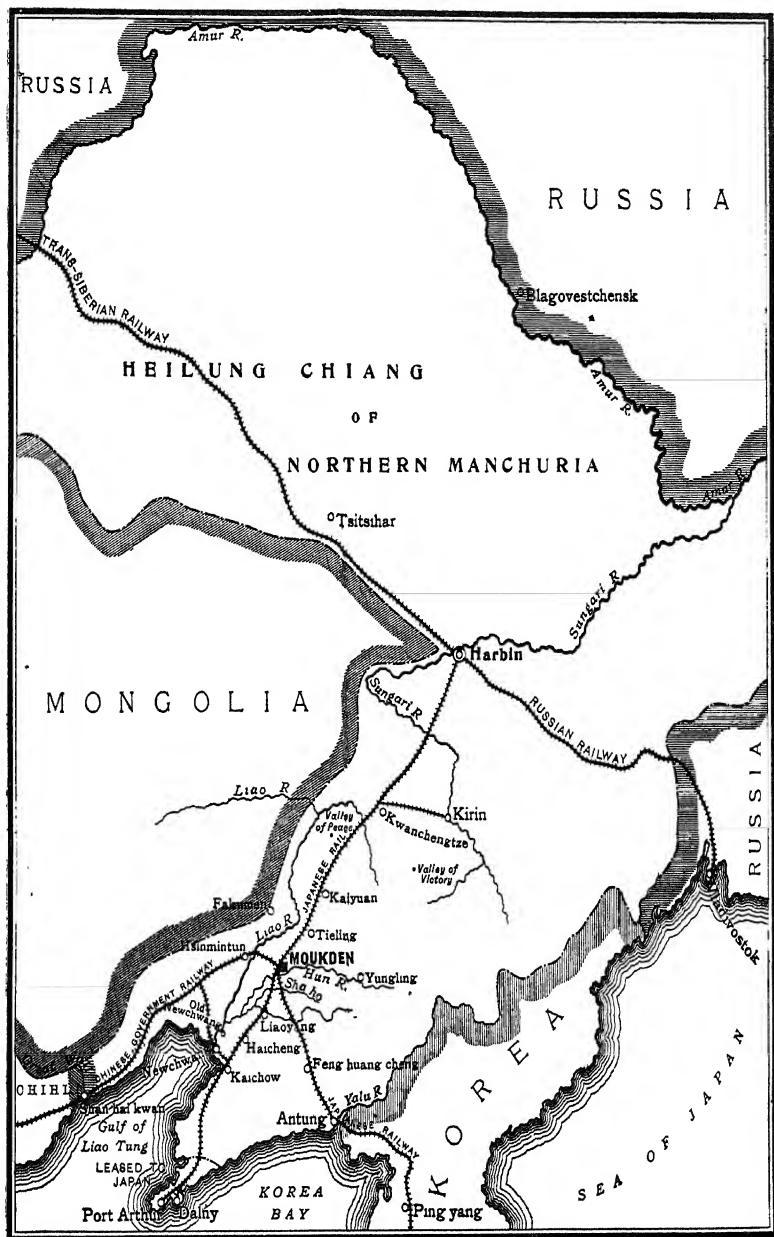 Amur R.
RUSSIA
RUSSIA
TRANS-SIBERIAN RAILWAY
Blagovestchensk
HEILUNG CHIANG
Amur R.
OF
NORTHERN MANCHURIA
Amur R.
Tsitsihar
Sungari R
Harbin
MONGOLIA
Sungari R
RUSSIAN RAILWAY
RUSSIA
Liao R
Valley
of Peace
Kirin
Kwanchengtze
Valley of
Victory
JAPANESE RAIL
Kaiyuan
Fakumen
Liao R
Tieling
Hsinmintun
MOUKDEN
Hun R.
Yungling
Sha ho
CHINESE GOVERNMENT RAILWAY
Old
Newchwang
Liaoyang
Haicheng
KOREA
SEA OF JAPAN
Newchwang
Kaichow
Feng huang cheng
CHIHLI
Shan hai kwan
Yalu R
Gulf of
Liao Tung
Antung
JAPANESE RAILWAY
LEASED TO
JAPAN
KOREA
BAY
Port Arthur
Dalny
Ping yang